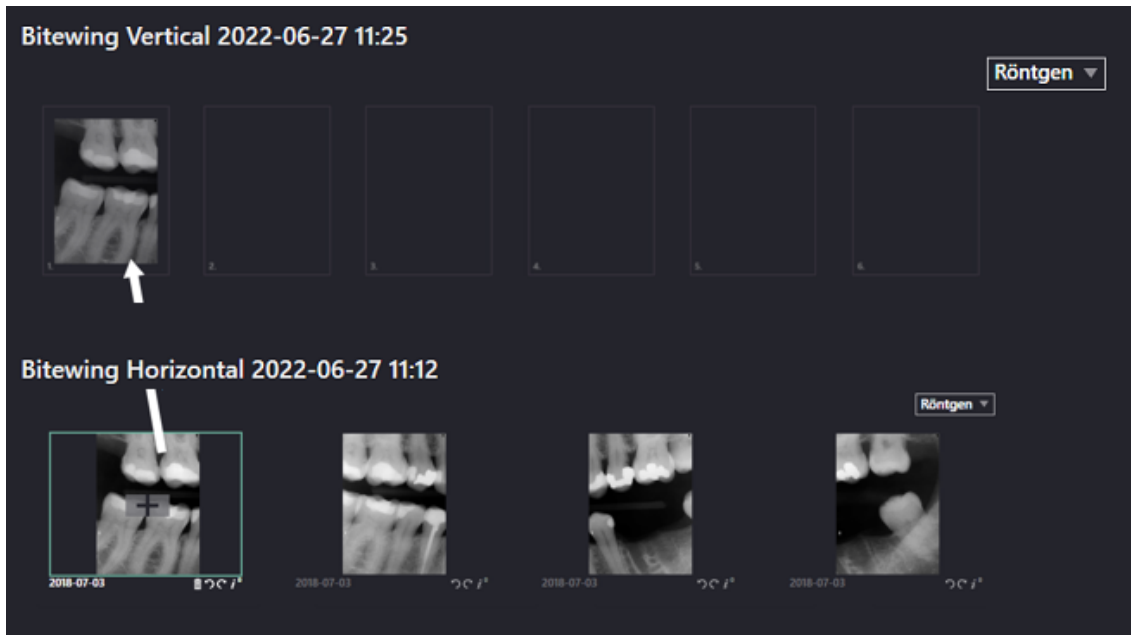 Bitewing Vertical 2022-06-27 11:25
Röntgen
1.
2.
3.
4.
5.
6.
Bitewing Horizontal 2022-06-27 11:12
Röntgen
2018-07-03
2018-07-03
2018-07-03
2018-07-03